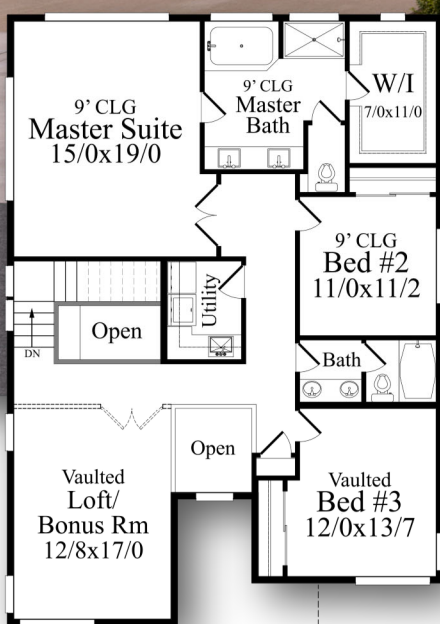 9' CLG
Master Suite
15/0x19/0
9' CLG
Master
Bath
W/I
7/0x11/0
9' CLG
Bed #2
11/0x11/2
Utility
Open
DN
Bath
Open
Vaulted
Loft/
Bonus Rm
12/8x17/0
Vaulted
Bed #3
12/0x13/7